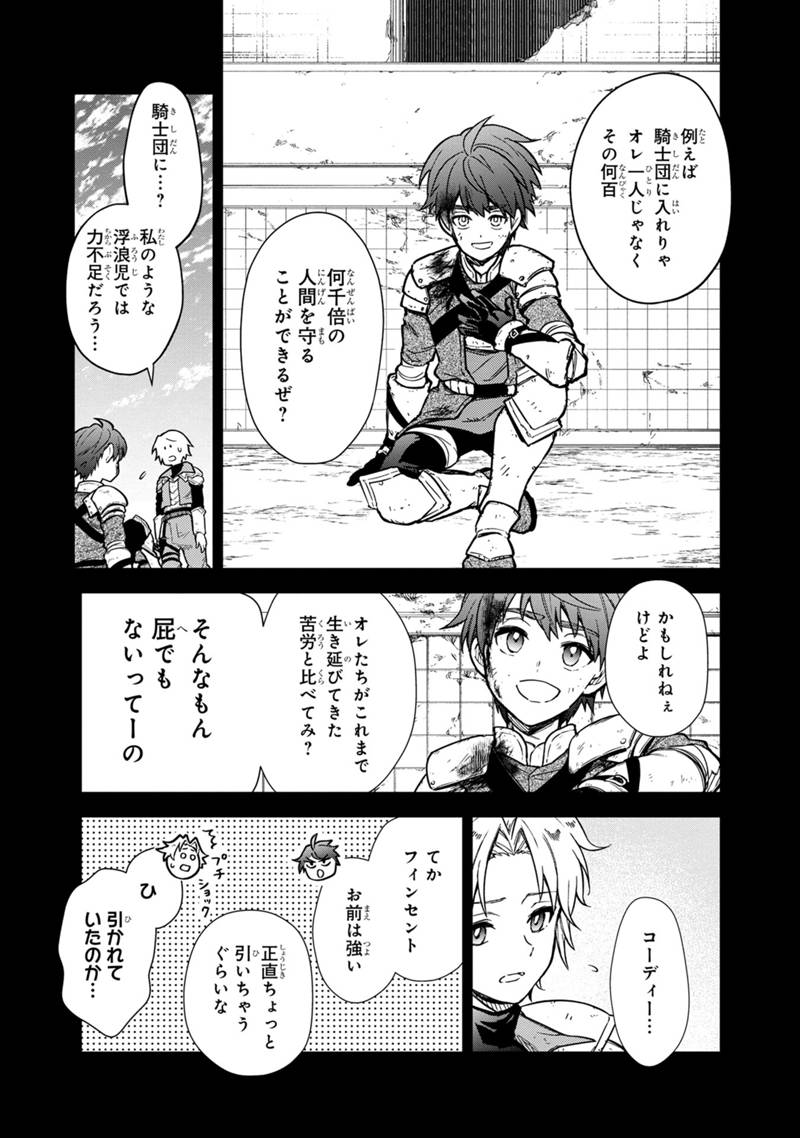 例えば
騎士団に入れりゃ
オレ一人じゃなく
その何百
何千倍の
人間を守る
ことができるぜ?
騎士団に…?
私のような
浮浪児では
力不足だろう…
かもしれねぇ
けどよ
オレたちがこれまで
生き延びてきた
苦労と比べてみ?
そんなもん
屁でも
ないってーの
コーディー…
てか
フィンセント
お前は強い
正直ちょっと
引いちゃう
ぐらいな
プチ
ショック
ひ
引かれて
いたのか…